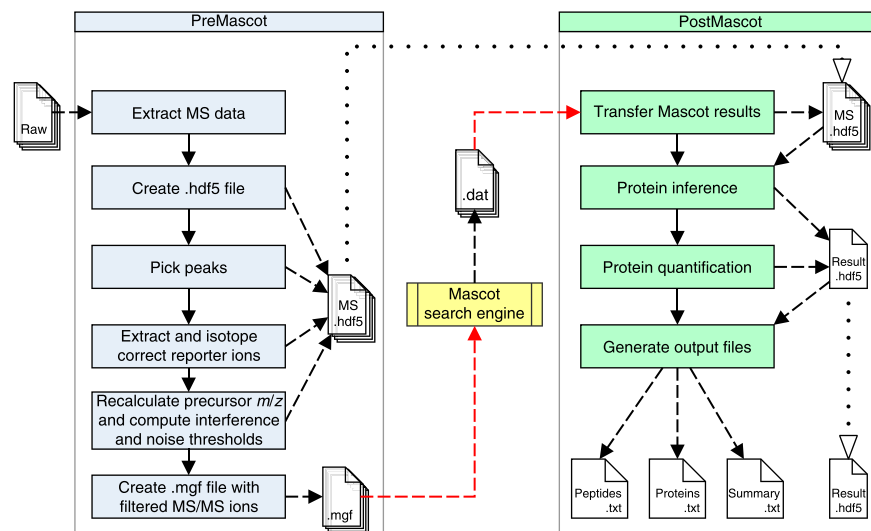 PreMascot
PostMascot
Raw
Extract MS data
Create .hdf5 file
Pick peaks
Extract and isotope
correct reporter ions
Recalculate precursor m/z
and compute interference
and noise thresholds
Create .mgf file with
filtered MS/MS ions
MS
.hdf5
.mgf
.dat
Mascot
search engine
Transfer Mascot results
Protein inference
Protein quantification
Generate output files
MS
.hdf5
Result
.hdf5
Peptides
.txt
Proteins
.txt
Summary
.txt
Result
.hdf5